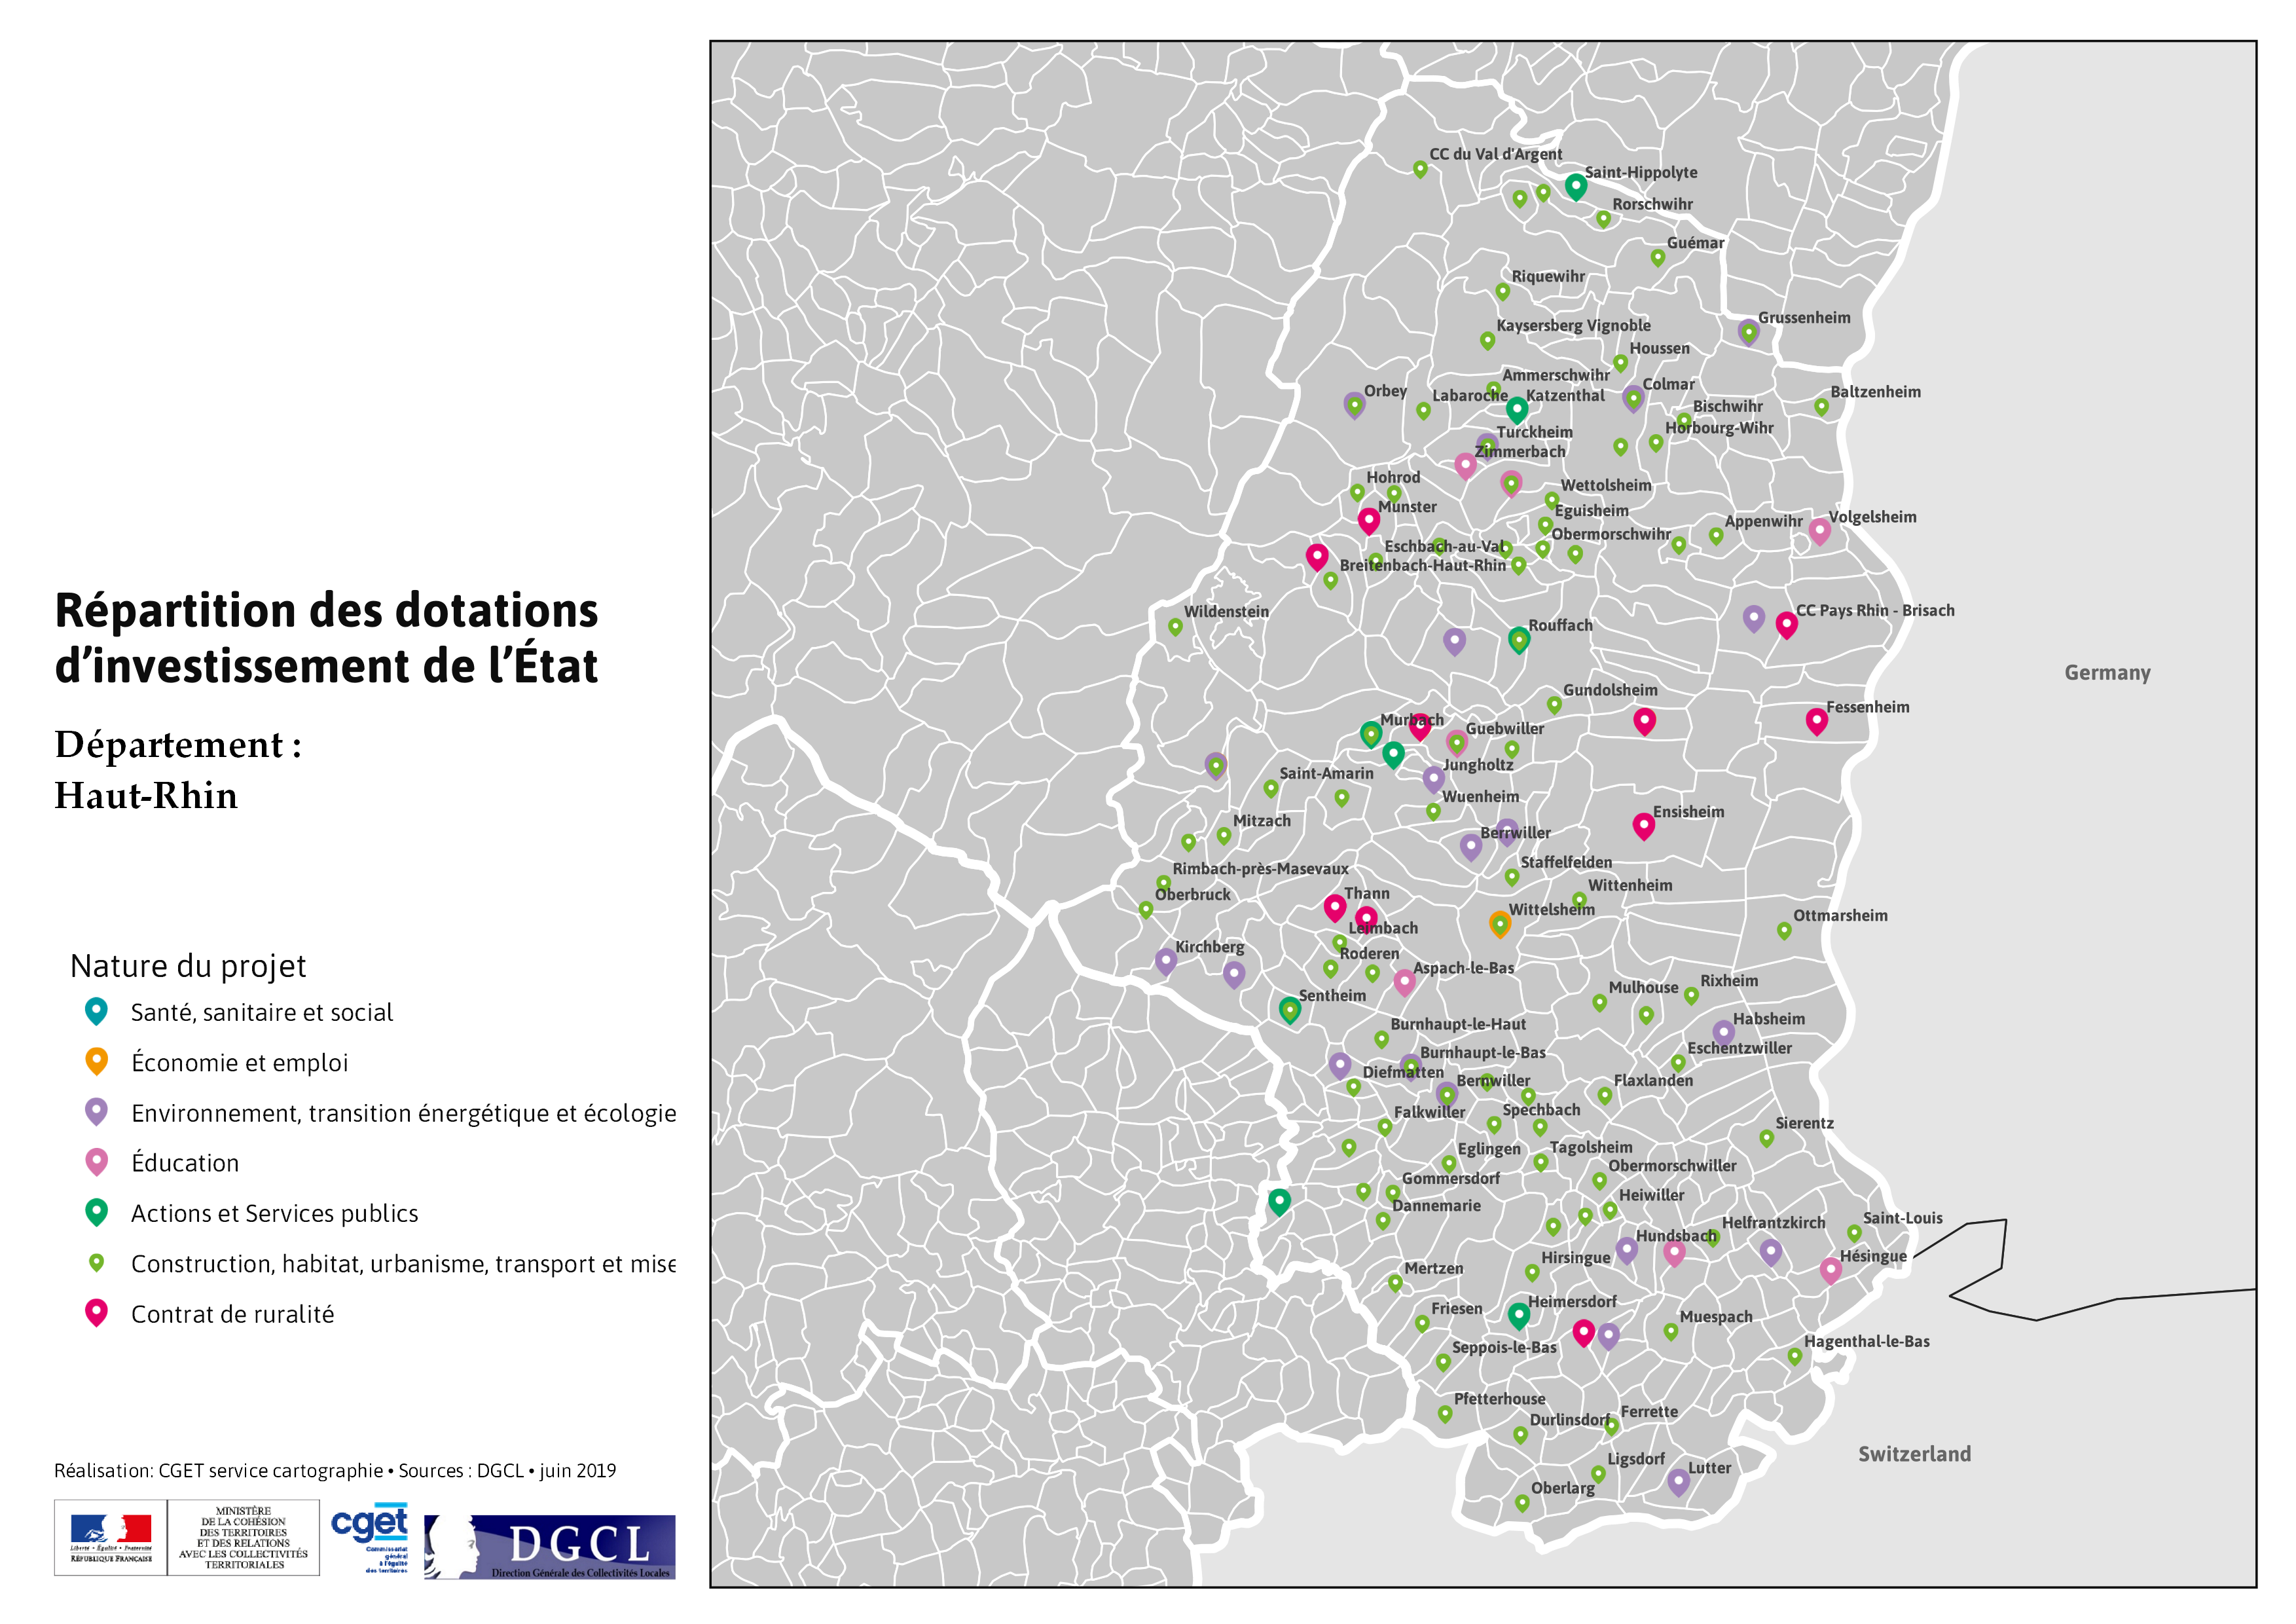 Répartition des dotations
d’investissement de l’État
Département :
Haut-Rhin
Nature du projet
Santé, sanitaire et social
Économie et emploi
Environnement, transition énergétique et écologie
Éducation
Actions et Services publics
Construction, habitat, urbanisme, transport et mise
Contrat de ruralité
Réalisation: CGET service cartographie • Sources : DGCL • juin 2019
Liberté • Égalité • Fraternité
RÉPUBLIQUE FRANÇAISE
MINISTÈRE
DE LA COHÉSION
DES TERRITOIRES
ET DES RELATIONS
AVEC LES COLLECTIVITÉS
TERRITORIALES
cget
Commissariat
général
à l'égalité
des territoires
DGCL
Direction Générale des Collectivités Locales
CC du Val d'Argent
Saint-Hippolyte
Rorschwihr
Guémar
Riquewihr
Grussenheim
Kaysersberg Vignoble
Houssen
Ammerschwihr
Colmar
Orbey
Labaroche
Katzenthal
Baltzenheim
Bischwihr
Horbourg-Wihr
Turckheim
Zimmerbach
Hohrod
Wettolsheim
Munster
Eguisheim
Volgelsheim
Appenwihr
Obermorschwihr
Eschbach-au-Val
Breitenbach-Haut-Rhin
Wildenstein
CC Pays Rhin - Brisach
Rouffach
Germany
Gundolsheim
Fessenheim
Murbach
Guebwiller
Jungholtz
Saint-Amarin
Wuenheim
Ensisheim
Mitzach
Berrwiller
Staffelfelden
Rimbach-près-Masevaux
Wittenheim
Oberbruck
Thann
Wittelsheim
Ottmarsheim
Leimbach
Kirchberg
Roderen
Aspach-le-Bas
Rixheim
Mulhouse
Sentheim
Habsheim
Burnhaupt-le-Haut
Eschentzwiller
Burnhaupt-le-Bas
Diefmatten
Bernwiller
Flaxlanden
Falkwiller
Spechbach
Sierentz
Eglingen
Tagolsheim
Obermorschwiller
Gommersdorf
Heiwiller
Dannemarie
Saint-Louis
Helfrantzkirch
Hundsbach
Hésingue
Hirsingue
Mertzen
Heimersdorf
Friesen
Muespach
Hagenthal-le-Bas
Seppois-le-Bas
Pfetterhouse
Ferrette
Durlinsdorf
Switzerland
Ligsdorf
Lutter
Oberlarg